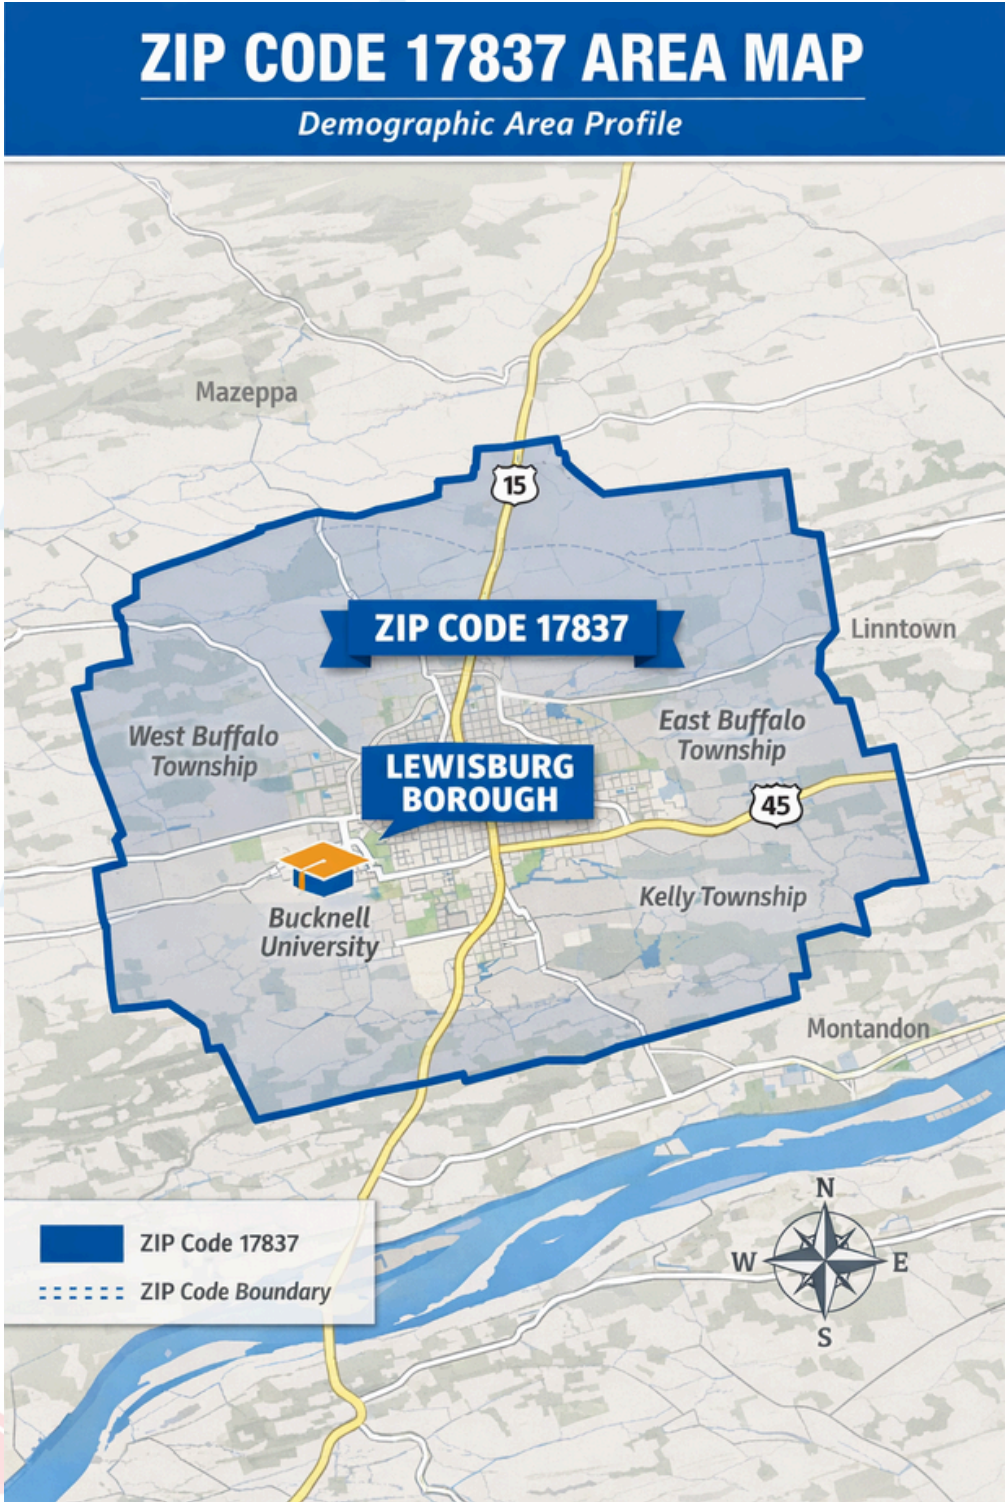 ZIP CODE 17837 AREA MAP
Demographic Area Profile
Mazeppa
15
ZIP CODE 17837
Linntown
West Buffalo
Township
East Buffalo
Township
LEWISBURG
BOROUGH
45
Kelly Township
Bucknell
University
Montandon
N
W
E
S
ZIP Code 17837
ZIP Code Boundary